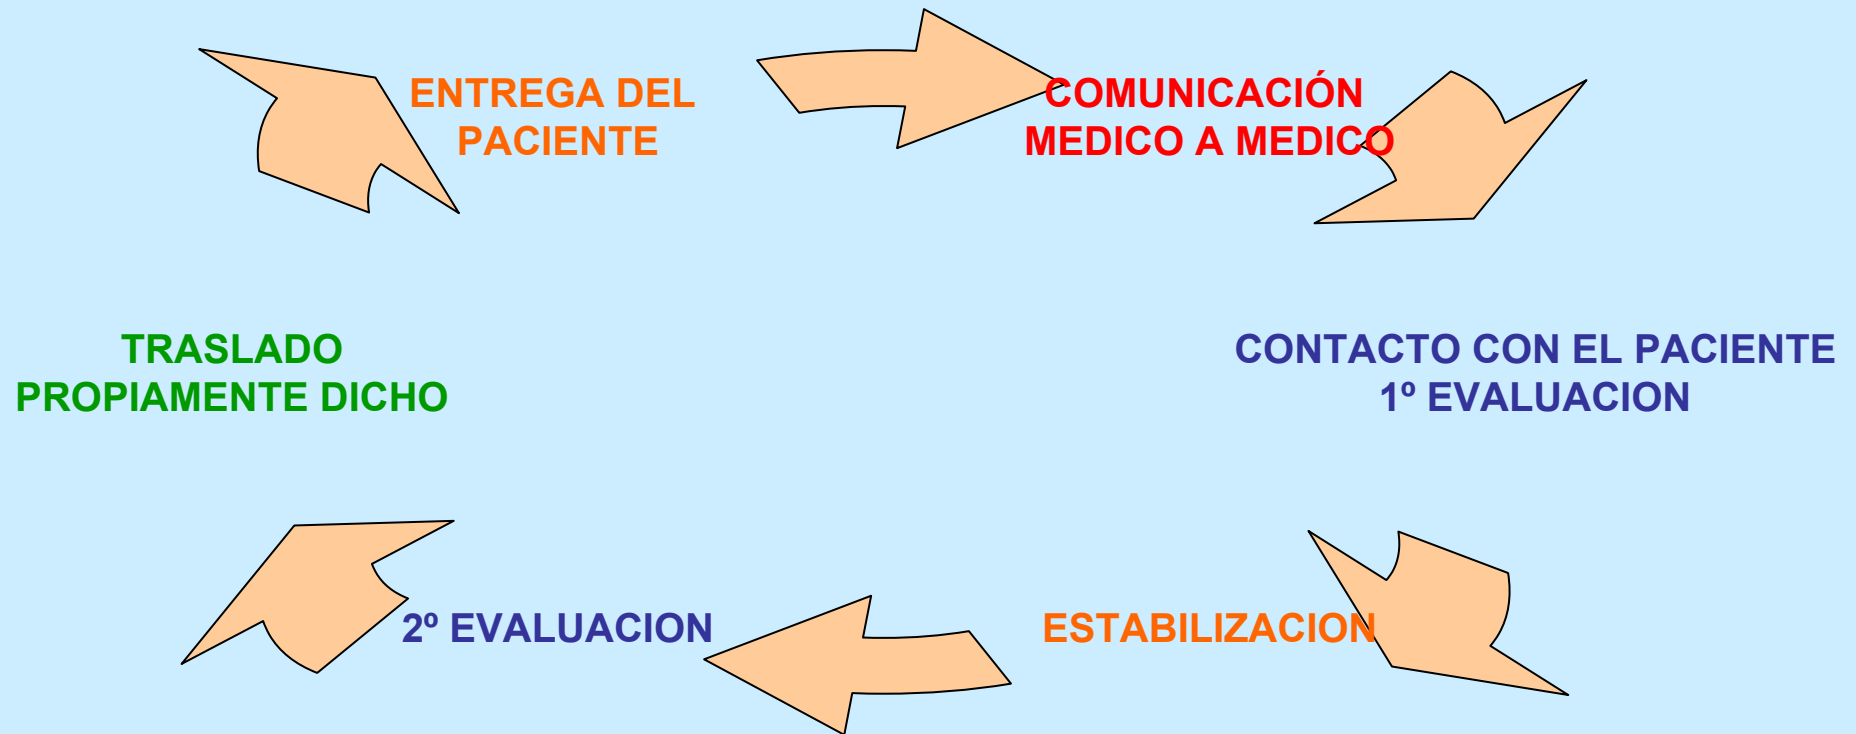 ENTREGA DEL
PACIENTE
COMUNICACIÓN
MEDICO A MEDICO
CONTACTO CON EL PACIENTE
1º EVALUACION
ESTABILIZACION
2º EVALUACION
TRASLADO
PROPIAMENTE DICHO